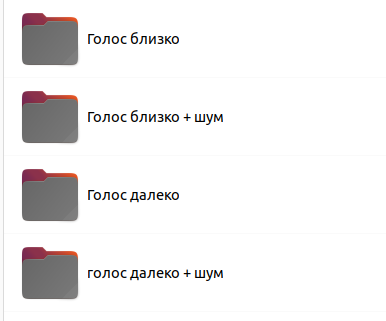 Голос близко
Голос близко + шум
Голос далеко
голос далеко + шум